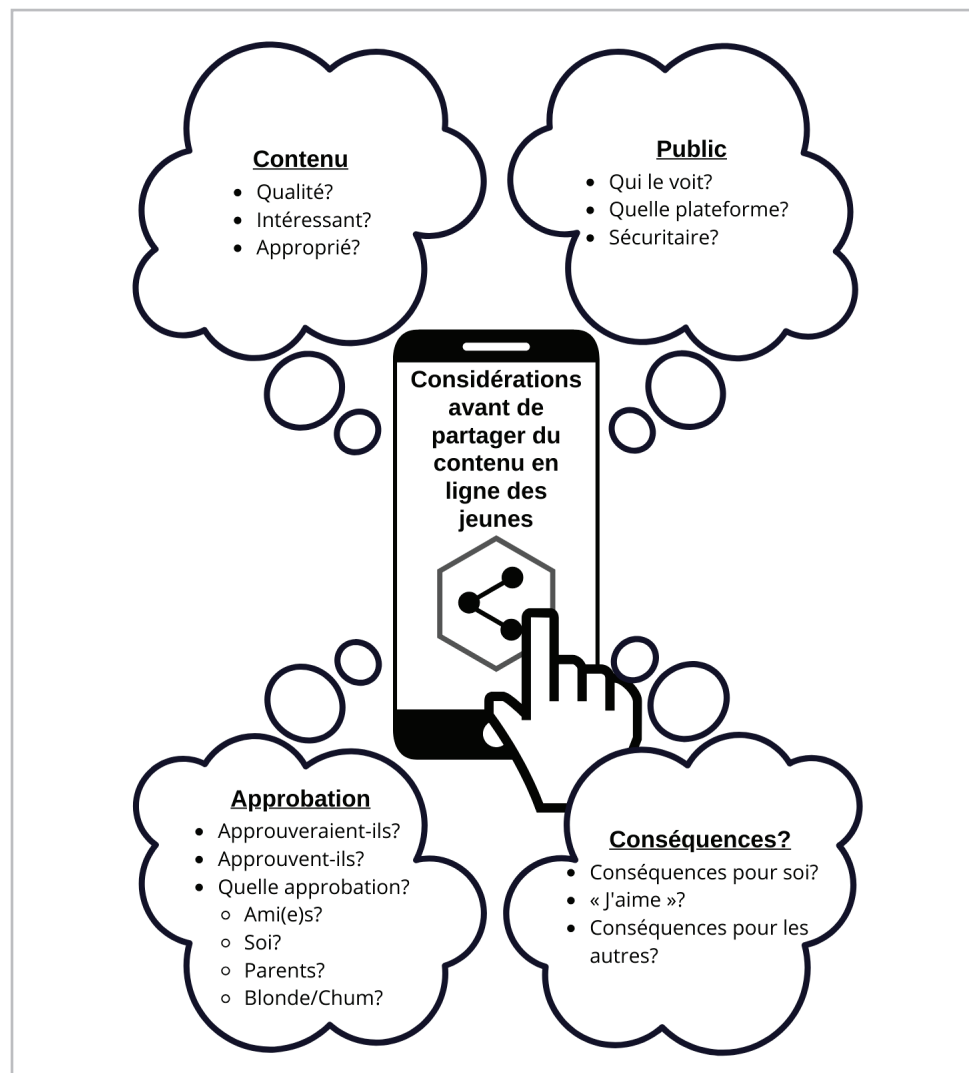 Contenu
Qualité?
Intéressant?
Approprié?
Public
Qui le voit?
Quelle plateforme?
Sécuritaire?
Considérations
avant de
partager du
contenu en
ligne des
jeunes
Approbation
Approuveraient-ils?
Approuvent-ils?
Quelle approbation?
Ami(e)s?
Soi?
Parents?
Blonde/Chum?
Conséquences?
Conséquences pour soi?
« J'aime »?
Conséquences pour les
autres?